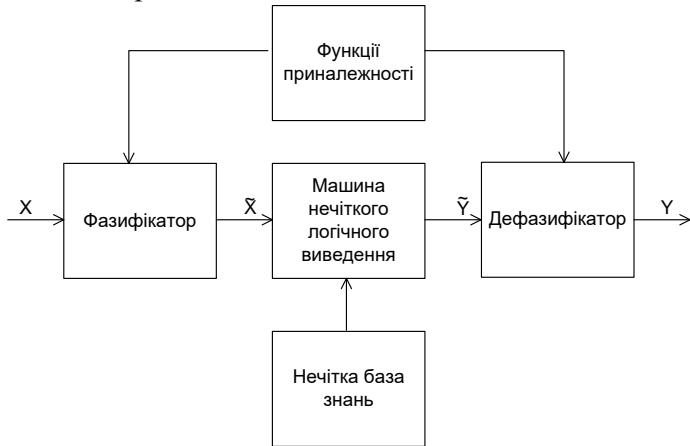 Функції
приналежності
X
Фазифікатор
X̃
Машина
нечіткого
логічного
виведення
Ỹ
Дефазифікатор
Y
Нечітка база
знань